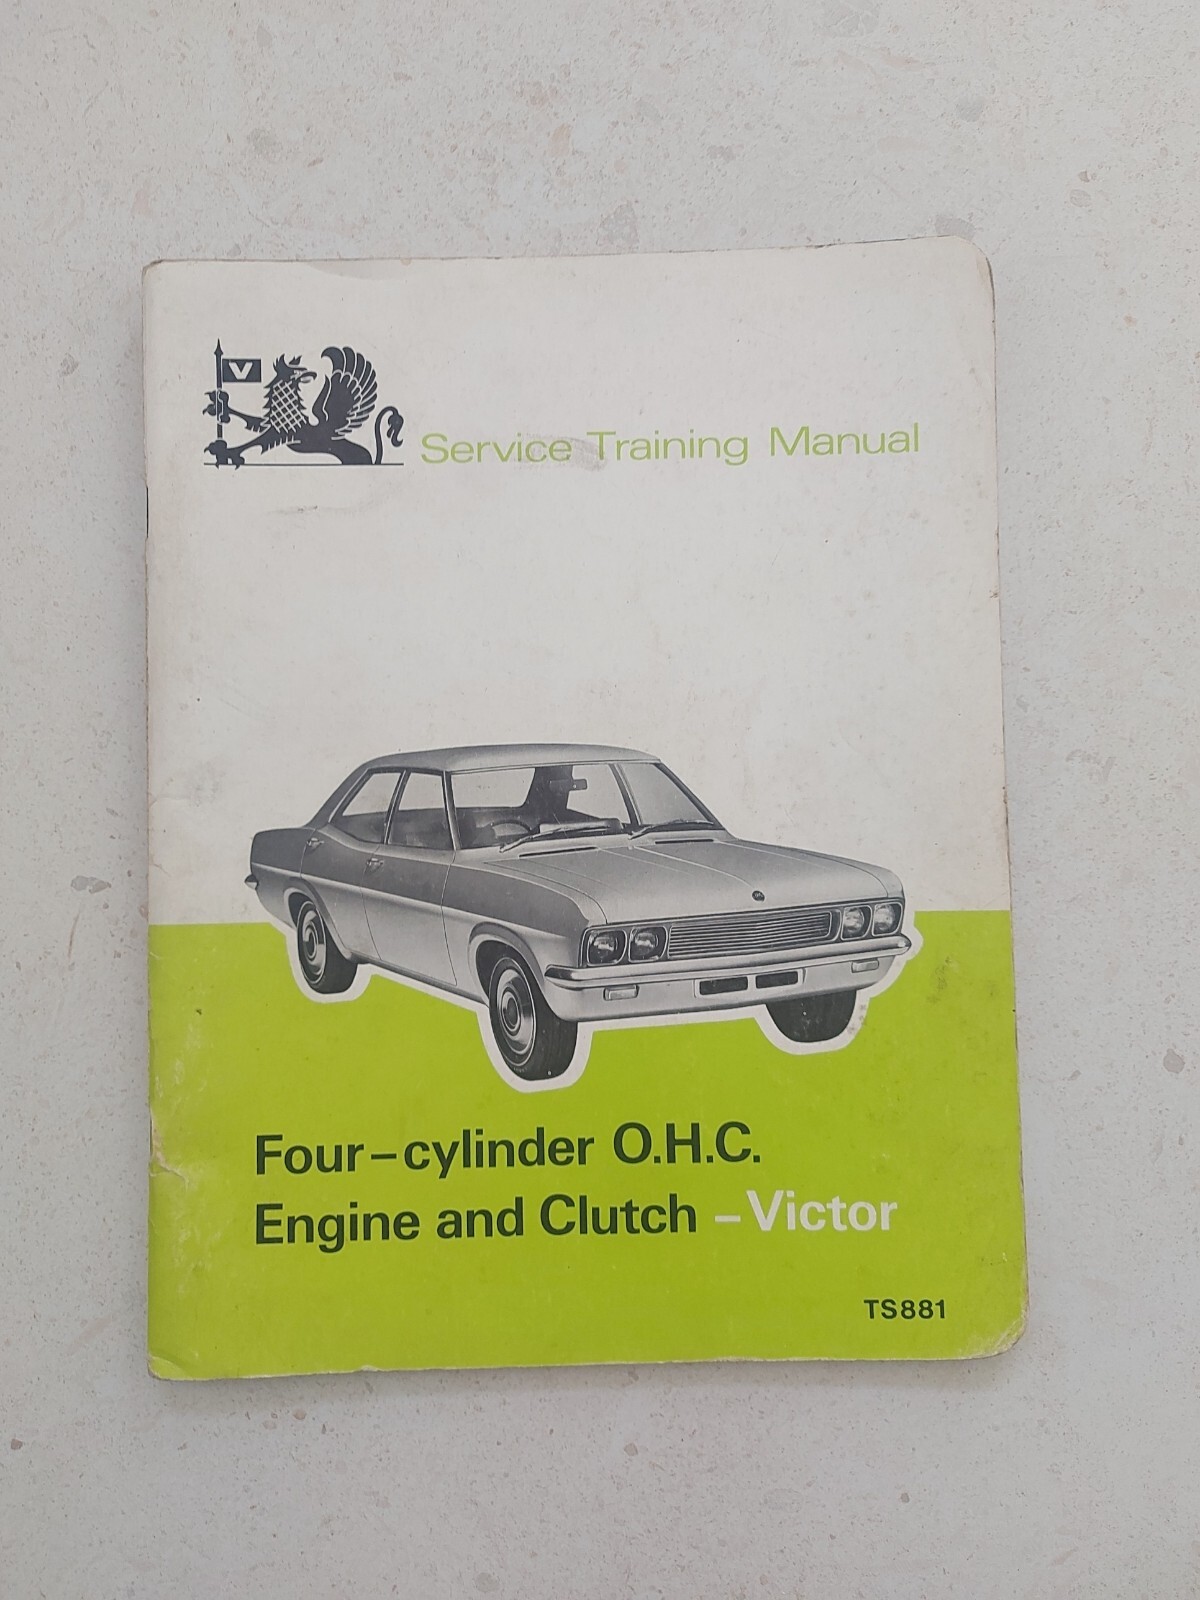 V
Service Training Manual
Four-cylinder O.H.C.
Engine and Clutch - Victor
TS881